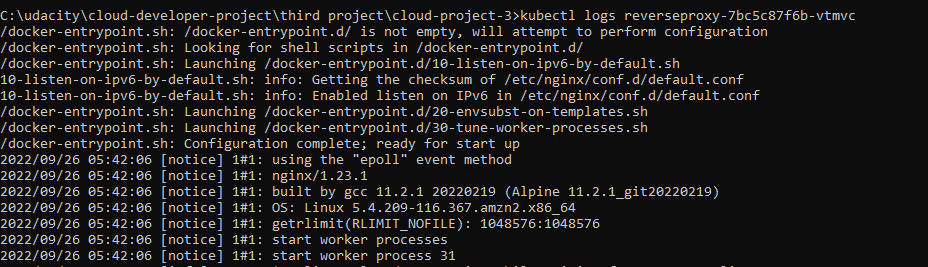 C:\udacity\cloud-developer-project\third project\cloud-project-3>kubectl logs reverseproxy-7bc5c87f6b-vtmvc
/docker-entrypoint.sh: /docker-entrypoint.d/ is not empty, will attempt to perform configuration
/docker-entrypoint.sh: Looking for shell scripts in /docker-entrypoint.d/
/docker-entrypoint.sh: Launching /docker-entrypoint.d/10-listen-on-ipv6-by-default.sh
10-listen-on-ipv6-by-default.sh: info: Getting the checksum of /etc/nginx/conf.d/default.conf
10-listen-on-ipv6-by-default.sh: info: Enabled listen on IPv6 in /etc/nginx/conf.d/default.conf
/docker-entrypoint.sh: Launching /docker-entrypoint.d/20-envsubst-on-templates.sh
/docker-entrypoint.sh: Launching /docker-entrypoint.d/30-tune-worker-processes.sh
/docker-entrypoint.sh: Configuration complete; ready for start up
2022/09/26 05:42:06 [notice] 1#1: using the "epoll" event method
2022/09/26 05:42:06 [notice] 1#1: nginx/1.23.1
2022/09/26 05:42:06 [notice] 1#1: built by gcc 11.2.1 20220219 (Alpine 11.2.1_git20220219)
2022/09/26 05:42:06 [notice] 1#1: OS: Linux 5.4.209-116.367.amzn2.x86_64
2022/09/26 05:42:06 [notice] 1#1: getrlimit(RLIMIT_NOFILE): 1048576:1048576
2022/09/26 05:42:06 [notice] 1#1: start worker processes
2022/09/26 05:42:06 [notice] 1#1: start worker process 31